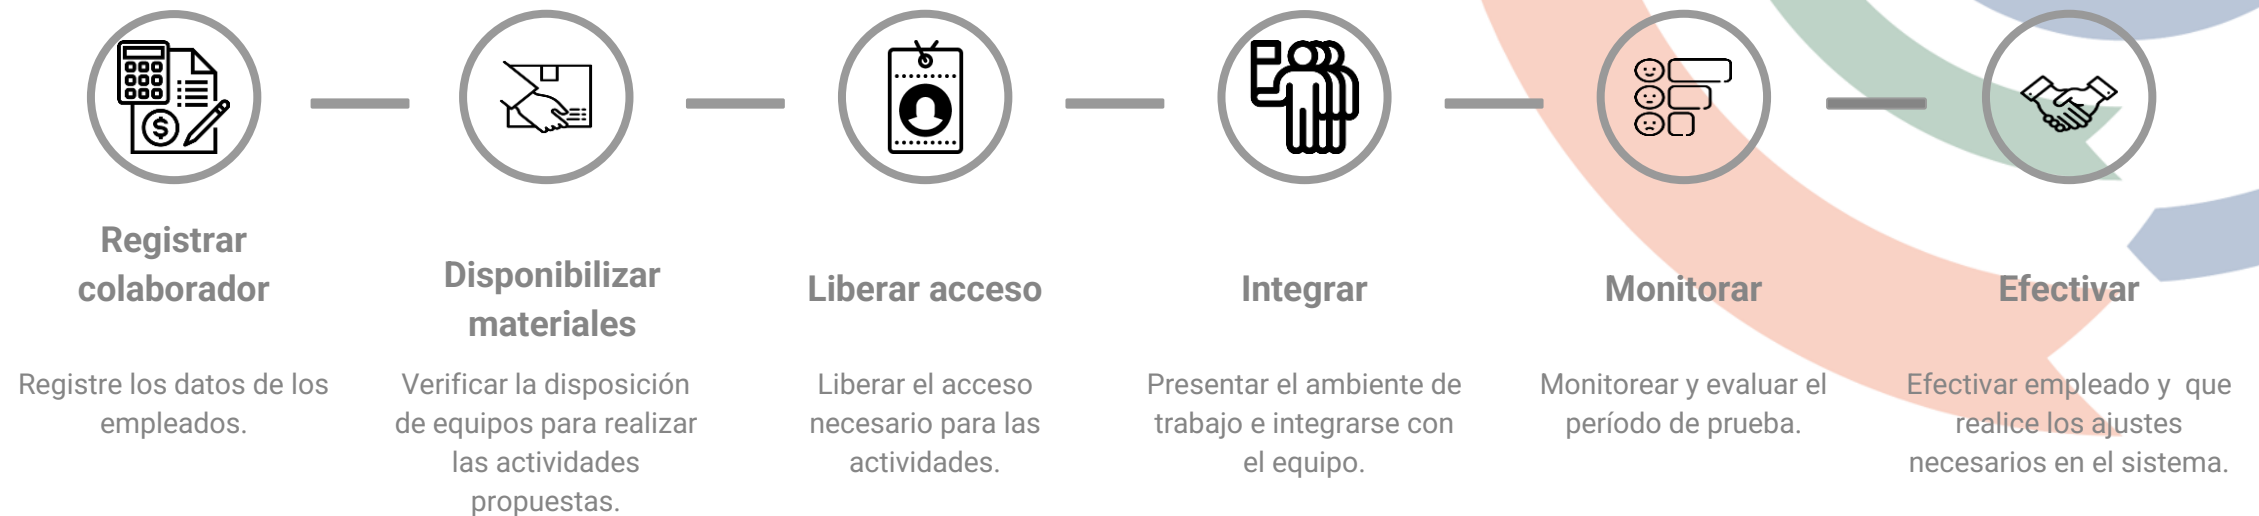 Registrar
colaborador
Registre los datos de los
empleados.
Disponibilizar
materiales
Verificar la disposición
de equipos para realizar
las actividades
propuestas.
Liberar acceso
Liberar el acceso
necesario para las
actividades.
Integrar
Presentar el ambiente de
trabajo e integrarse con
el equipo.
Monitorar
Monitorear y evaluar el
período de prueba.
Efectivar
Efectivar empleado y  que
realice los ajustes
necesarios en el sistema.